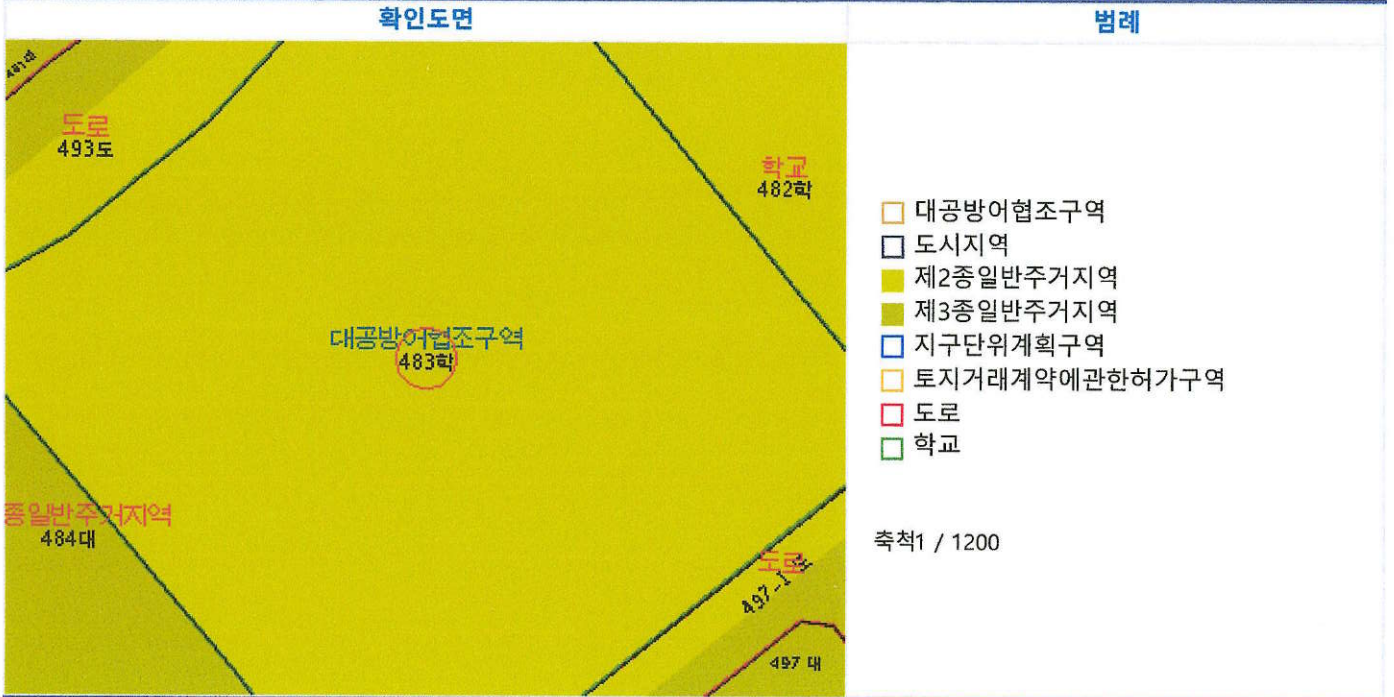 확인도면
범례
도로
493도
학교
482학
대공방어협조구역
483학
종일반주거지역
484대
도로
497-1 도
497 대
대공방어협조구역
도시지역
제2종일반주거지역
제3종일반주거지역
지구단위계획구역
토지거래계약에관한허가구역
도로
학교
축척1 / 1200